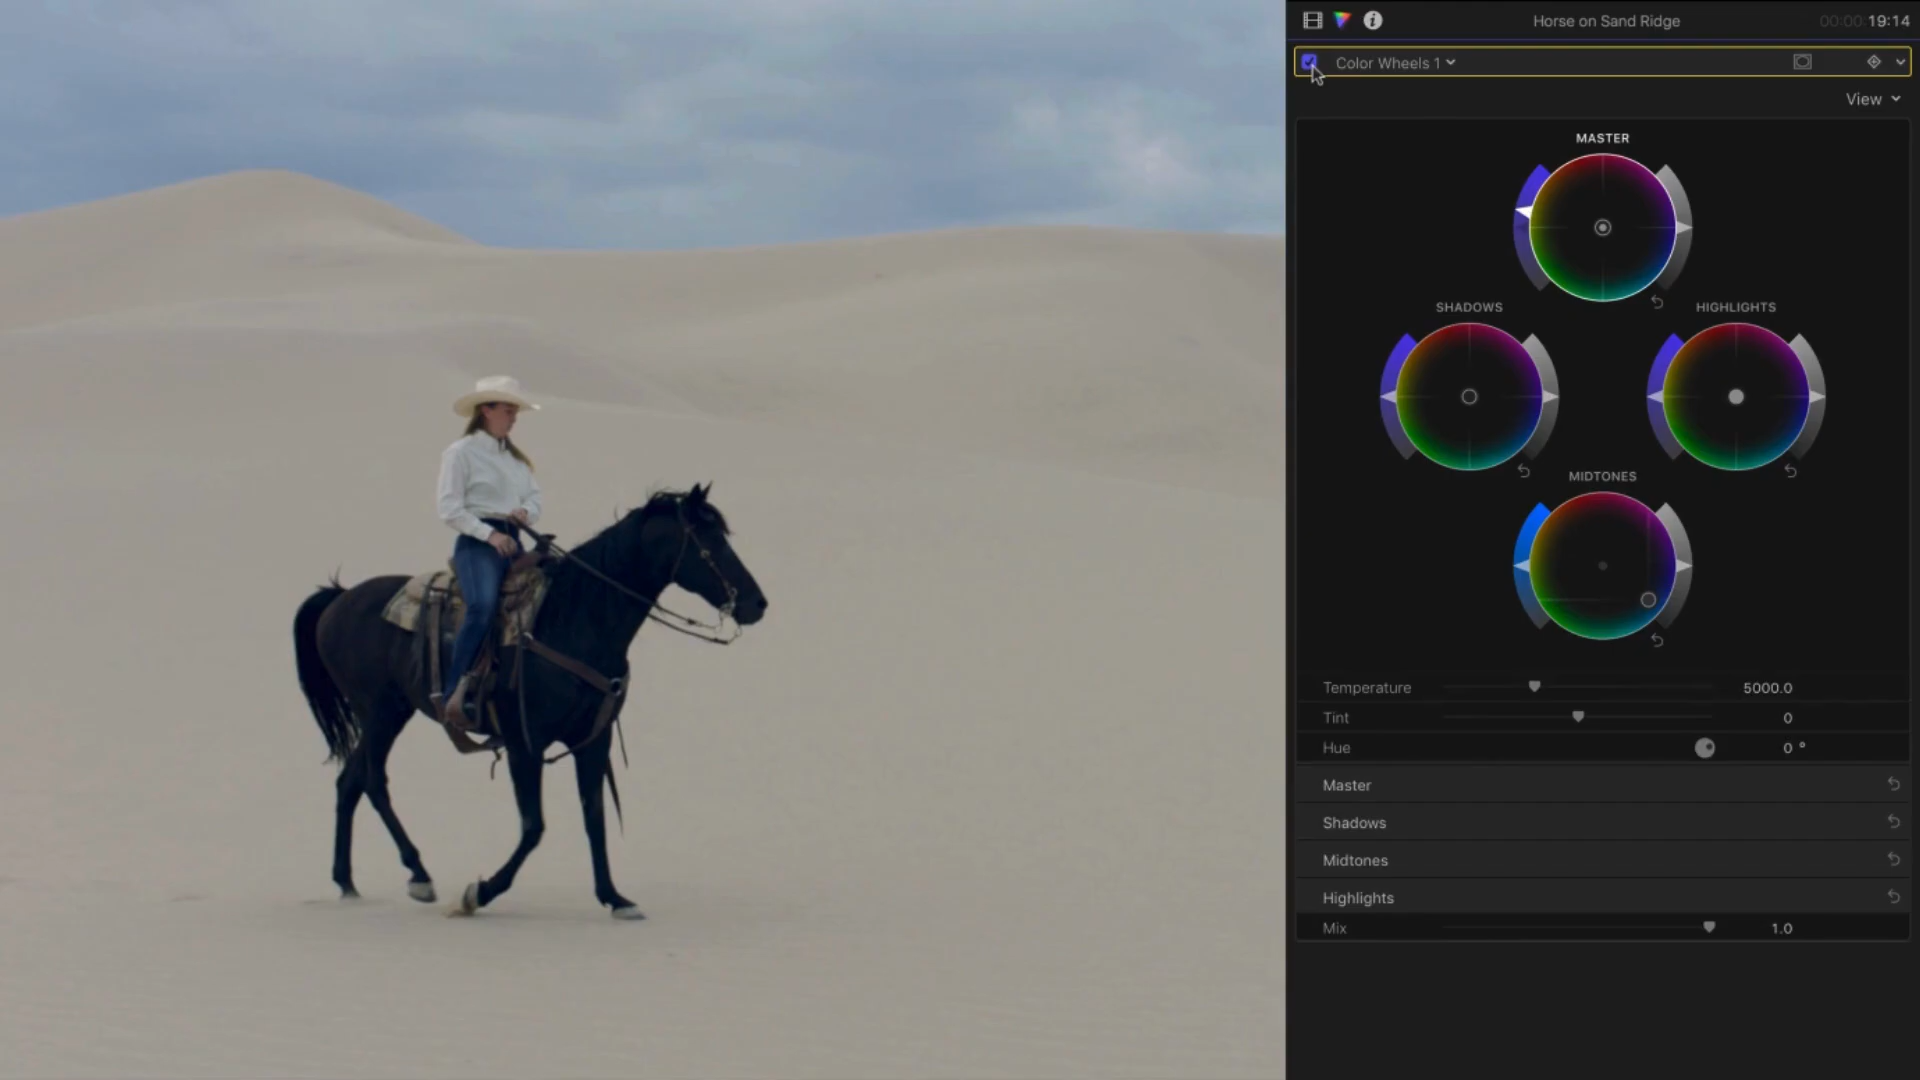 Horse on Sand Ridge 00:00:19:14
Color Wheels 1
View
MASTER
SHADOWS HIGHLIGHTS
MIDTONES
Temperature 5000.0
Tint 0
Hue 0 °
Master
Shadows
Midtones
Highlights
Mix 1.0